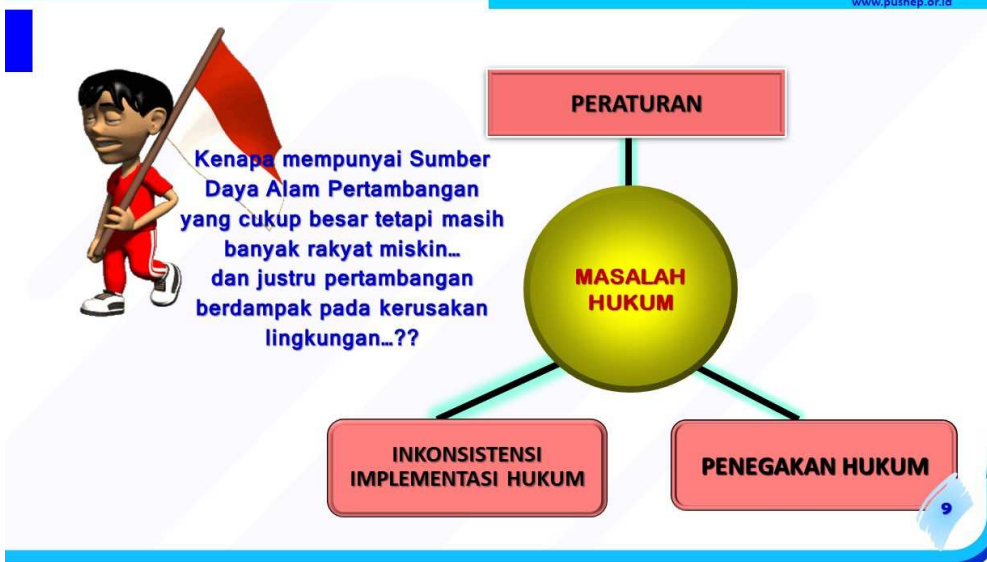 www.pushep.or.id
Kenapa mempunyai Sumber
Daya Alam Pertambangan
yang cukup besar tetapi masih
banyak rakyat miskin...
dan justru pertambangan
berdampak pada kerusakan
lingkungan...??
PERATURAN
MASALAH
HUKUM
INKONSISTENSI
IMPLEMENTASI HUKUM
PENEGAKAN HUKUM
9